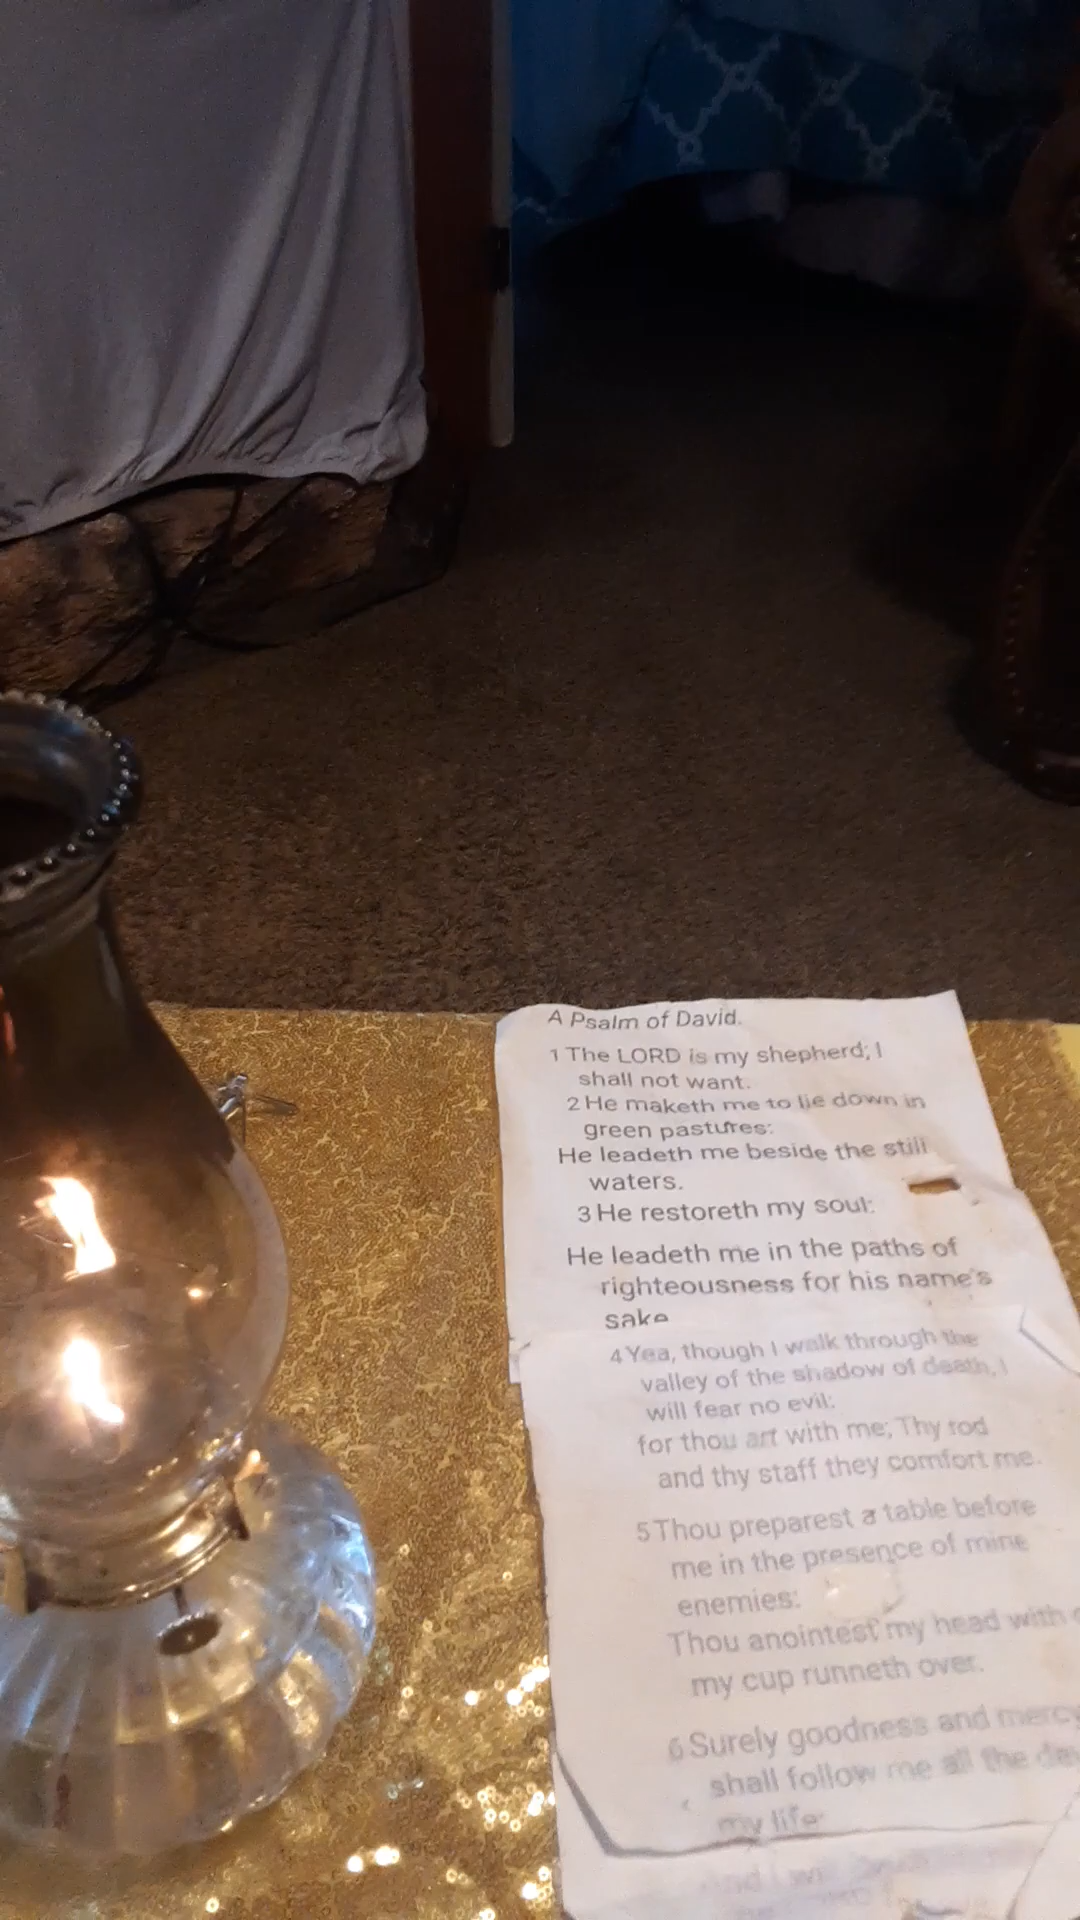 A Psalm of David.
1 The LORD is my shepherd; I
shall not want.
2 He maketh me to lie down in
green pastures:
He leadeth me beside the still
waters.
3 He restoreth my soul:
He leadeth me in the paths of
righteousness for his name's
sake
4 Yea, though I walk through the
valley of the shadow of death, I
will fear no evil:
for thou art with me; Thy rod
and thy staff they comfort me.
5 Thou preparest a table before
me in the presence of mine
enemies:
Thou anointest my head with
my cup runneth over.
6 Surely goodness and mercy
shall follow me all the
my life: